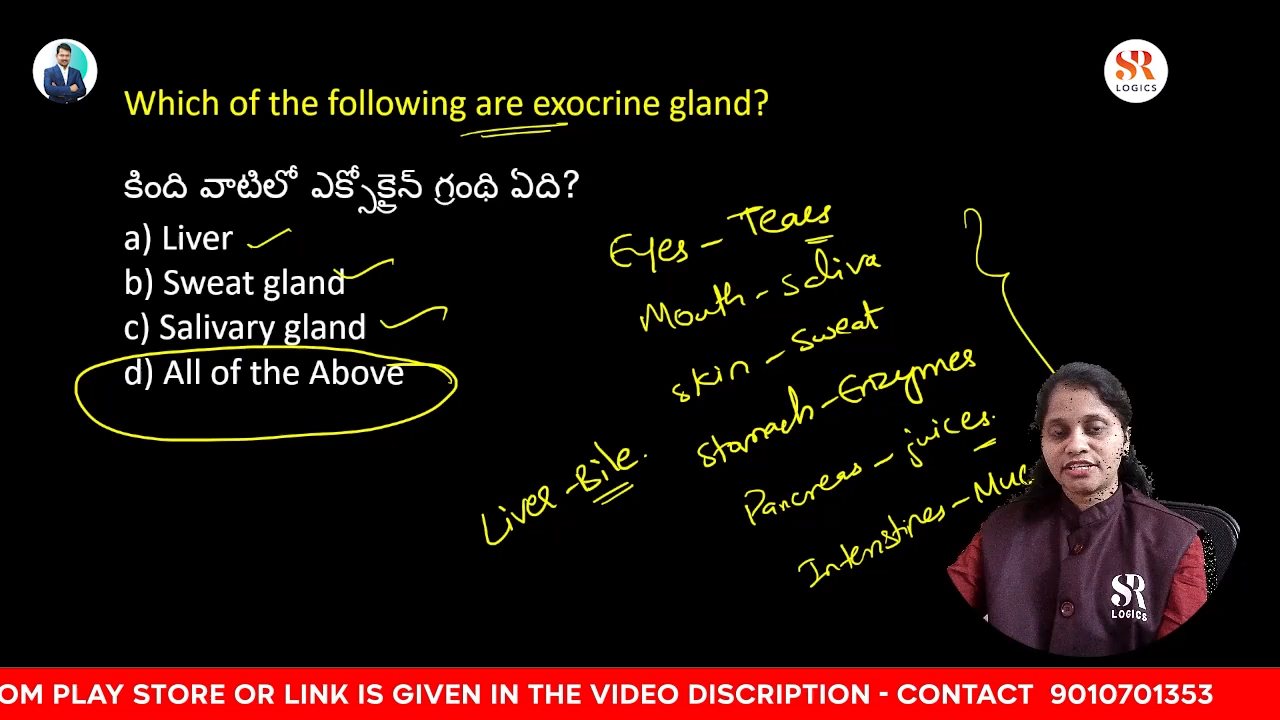 SR
LOGICS
Which of the following are exocrine gland?
కింది వాటిలో ఎక్సోక్రైన్ గ్రంథి ఏది?
a) Liver
b) Sweat gland
c) Salivary gland
d) All of the Above
Eyes - Tears
Mouth - Saliva
Skin - Sweat
Stomach - Enzymes
Pancreas - juices.
Intenstines - Muc
Liver - Bile.
SR
LOGICS
OM PLAY STORE OR LINK IS GIVEN IN THE VIDEO DISCRIPTION - CONTACT 9010701353